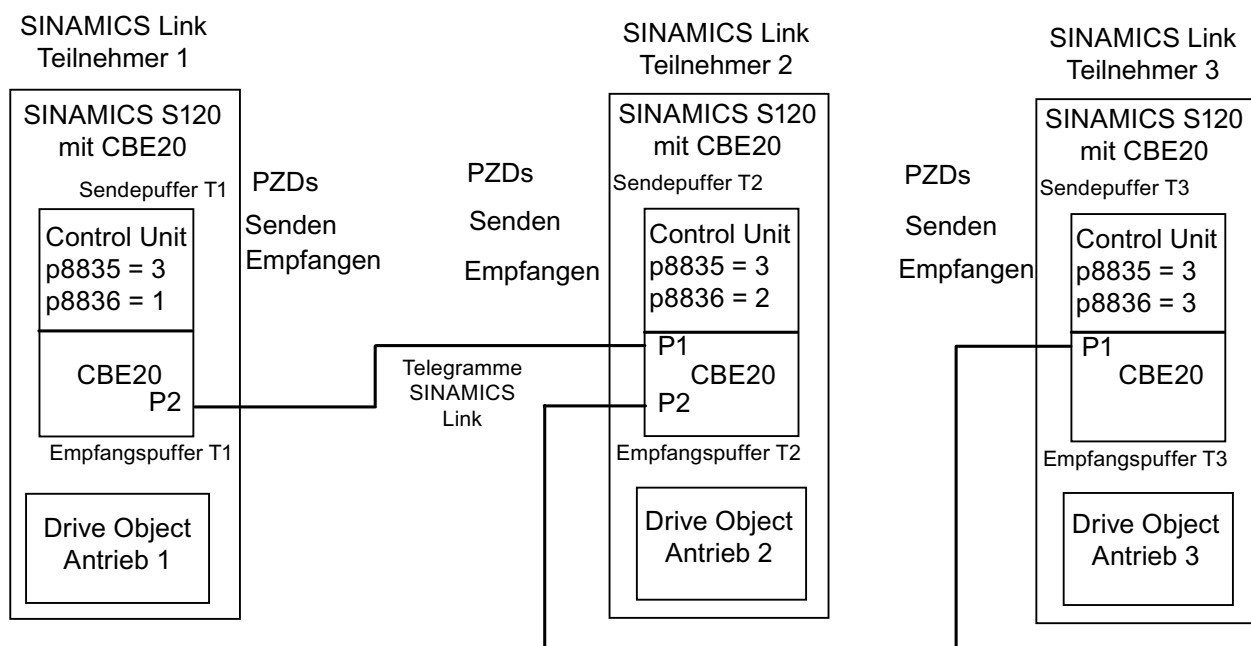 SINAMICS Link
Teilnehmer 1
SINAMICS S120
mit CBE20
Sendepuffer T1
Control Unit
p8835 = 3
p8836 = 1
CBE20
P2
Empfangspuffer T1
Drive Object
Antrieb 1
PZDs
Senden
Empfangen
Telegramme
SINAMICS
Link
PZDs
Senden
Empfangen
SINAMICS Link
Teilnehmer 2
SINAMICS S120
mit CBE20
Sendepuffer T2
Control Unit
p8835 = 3
p8836 = 2
P1
CBE20
P2
Empfangspuffer T2
Drive Object
Antrieb 2
PZDs
Senden
Empfangen
SINAMICS Link
Teilnehmer 3
SINAMICS S120
mit CBE20
Sendepuffer T3
Control Unit
p8835 = 3
p8836 = 3
P1
CBE20
Empfangspuffer T3
Drive Object
Antrieb 3